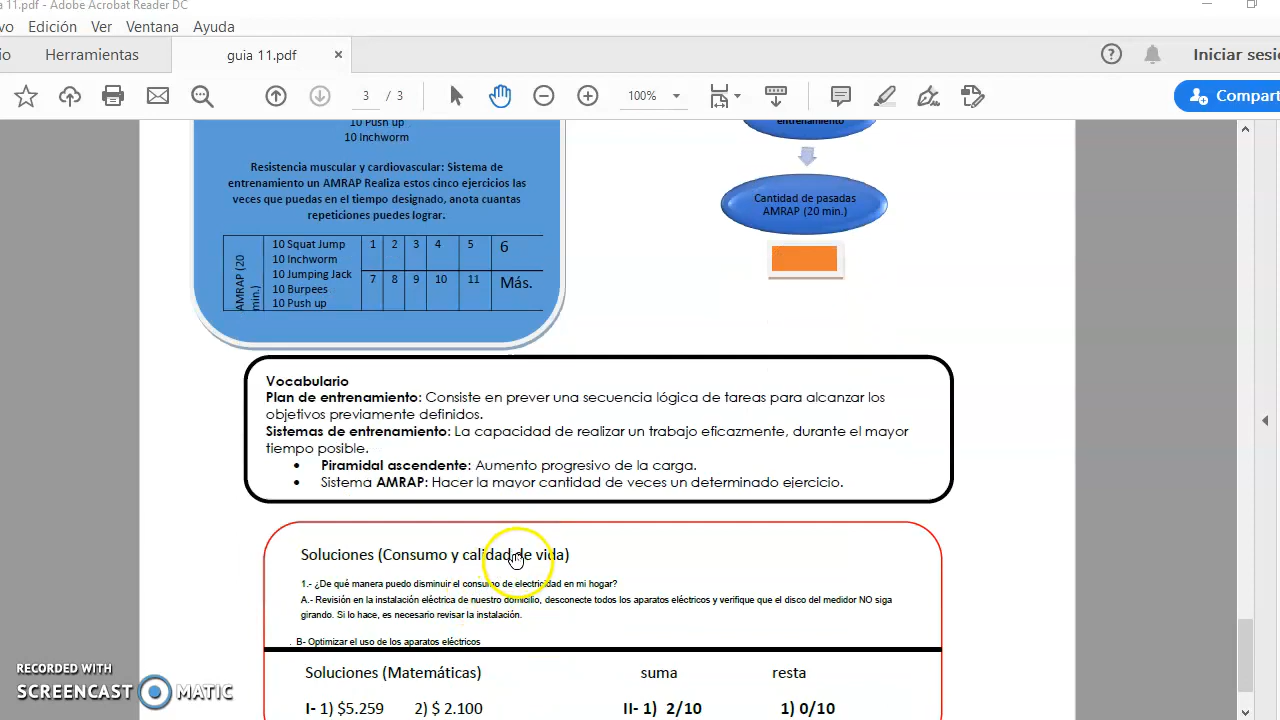 a 11.pdf - Adobe Acrobat Reader DC
vo Edición Ver Ventana Ayuda
io Herramientas guia 11.pdf × Iniciar sesió
3 / 3 100% Compart
10 Push up
10 Inchworm
Resistencia muscular y cardiovascular: Sistema de
entrenamiento un AMRAP Realiza estos cinco ejercicios las
veces que puedas en el tiempo designado, anota cuantas
repeticiones puedes lograr.
AMRAP (20
min.)
10 Squat Jump
10 Inchworm
10 Jumping Jack
10 Burpees
10 Push up
1 2 3 4 5 6
7 8 9 10 11 Más.
entrenamiento
Cantidad de pasadas
AMRAP (20 min.)
Vocabulario
Plan de entrenamiento: Consiste en prever una secuencia lógica de tareas para alcanzar los
objetivos previamente definidos.
Sistemas de entrenamiento: La capacidad de realizar un trabajo eficazmente, durante el mayor
tiempo posible.
• Piramidal ascendente: Aumento progresivo de la carga.
• Sistema AMRAP: Hacer la mayor cantidad de veces un determinado ejercicio.
Soluciones (Consumo y calidad de vida)
1.- ¿De qué manera puedo disminuir el consumo de electricidad en mi hogar?
A.- Revisión en la instalación eléctrica de nuestro domicilio, desconecte todos los aparatos eléctricos y verifique que el disco del medidor NO siga
girando. Si lo hace, es necesario revisar la instalación.
. B- Optimizar el uso de los aparatos eléctricos
Soluciones (Matemáticas) suma resta
I- 1) $5.259 2) $ 2.100 II- 1) 2/10 1) 0/10
RECORDED WITH
SCREENCAST MATIC